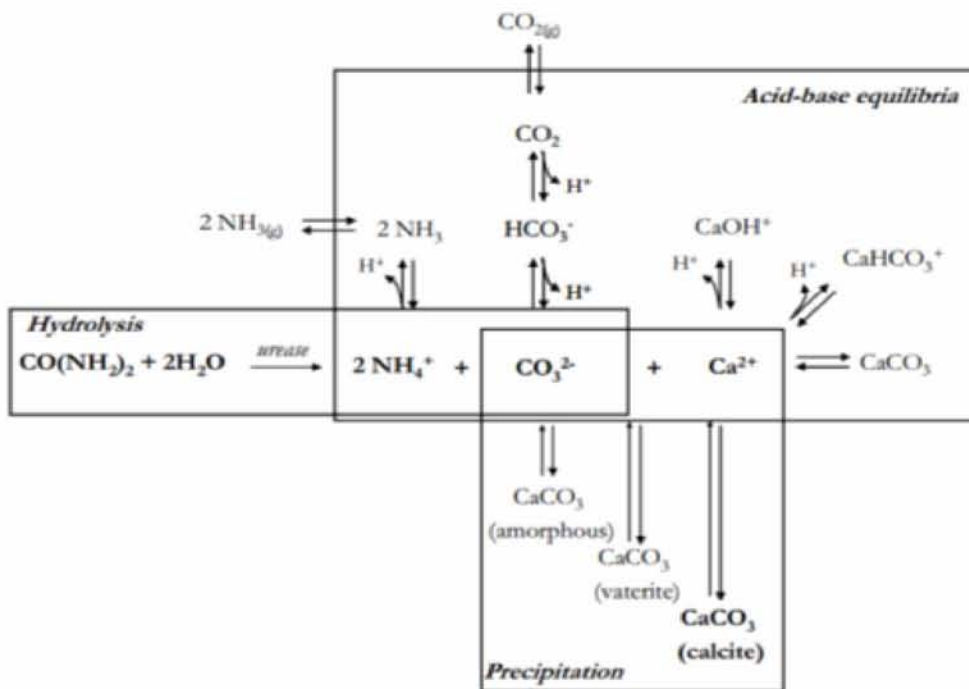 CO₂₍g₎
Acid-base equilibria
CO₂
H⁺
2 NH₃₍g₎
2 NH₃
HCO₃⁻
CaOH⁺
CaHCO₃⁺
H⁺
H⁺
H⁺
H⁺
Hydrolysis
CO(NH₂)₂ + 2H₂O
urease
2 NH₄⁺ + CO₃²⁻ + Ca²⁺
CaCO₃
CaCO₃
(amorphous)
CaCO₃
(vaterite)
CaCO₃
(calcite)
Precipitation